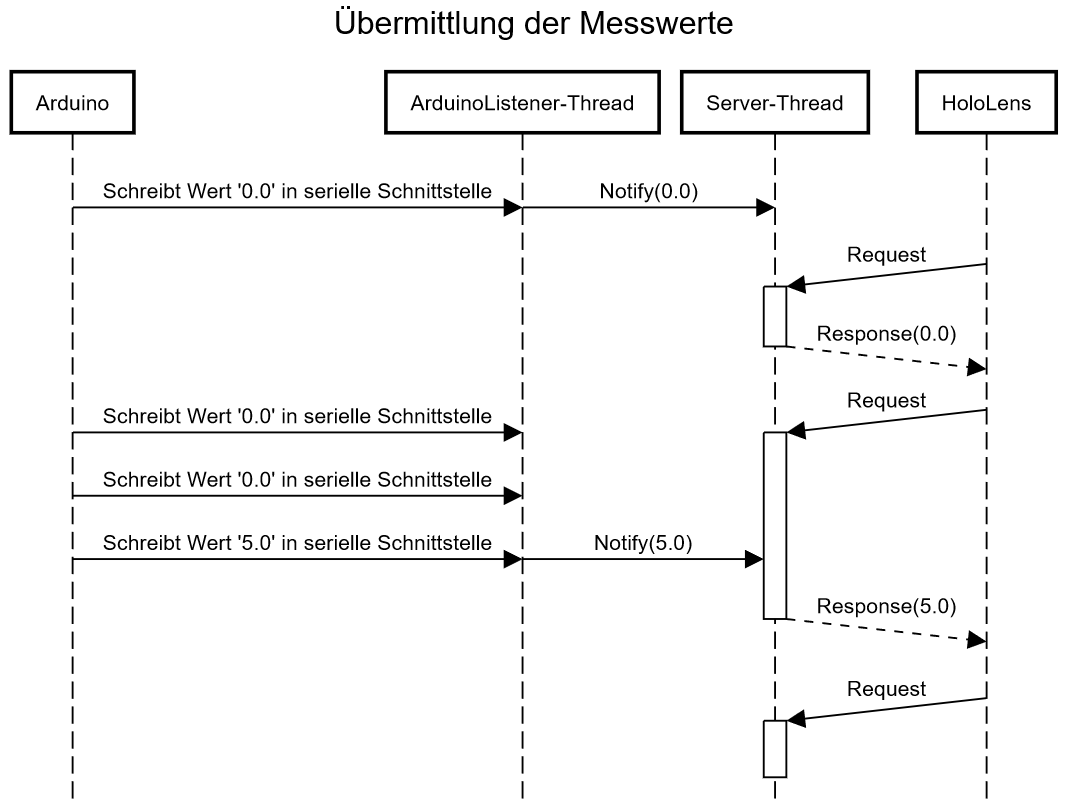 Übermittlung der Messwerte
Arduino
ArduinoListener-Thread
Server-Thread
HoloLens
Schreibt Wert '0.0' in serielle Schnittstelle
Notify(0.0)
Request
Response(0.0)
Request
Schreibt Wert '0.0' in serielle Schnittstelle
Schreibt Wert '0.0' in serielle Schnittstelle
Schreibt Wert '5.0' in serielle Schnittstelle
Notify(5.0)
Response(5.0)
Request